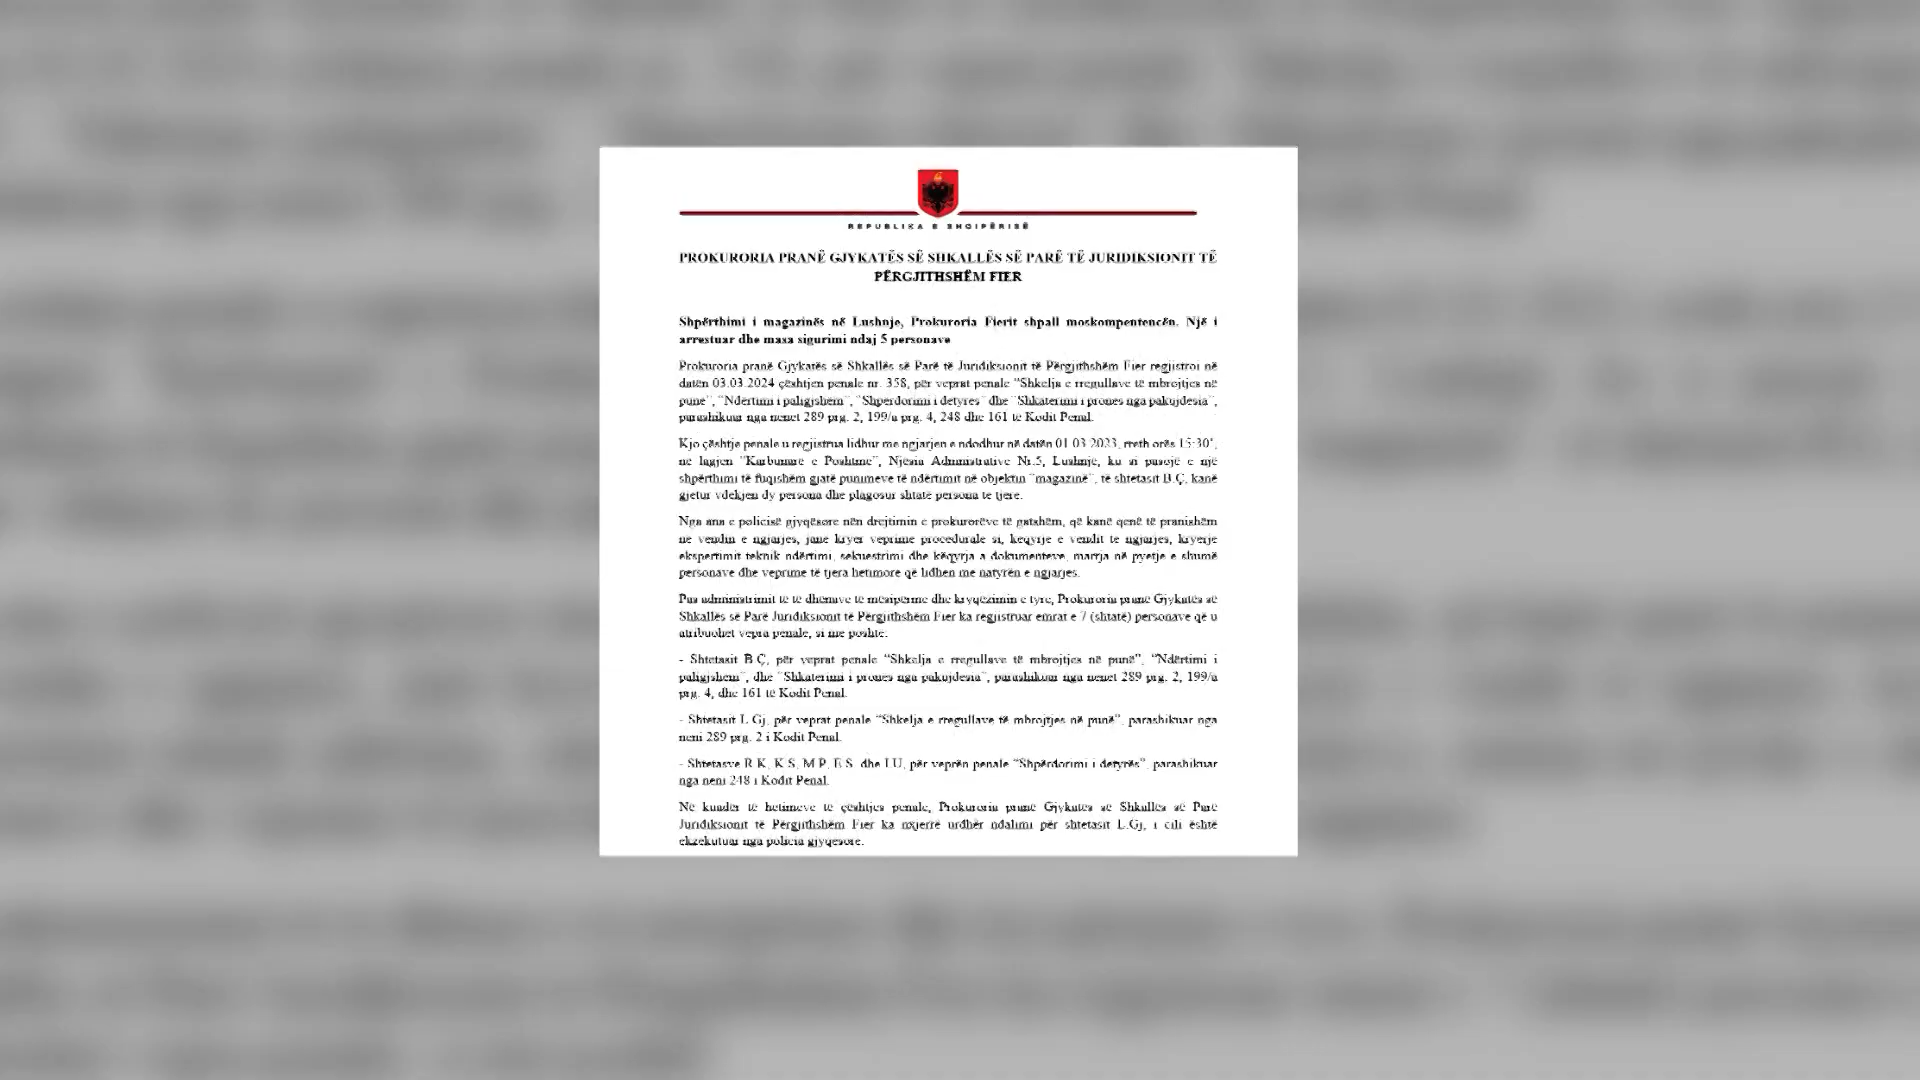 REPUBLIKA E SHQIPËRISË
PROKURORIA PRANË GJYKATËS SË SHKALLËS SË PARË TË JURIDIKSIONIT TË
PËRGJITHSHËM FIER
Shpërthimi i magazinës në Lushnje, Prokuroria Fierit shpall moskompentencën. Një i
arrestuar dhe masa sigurimi ndaj 5 personave
Prokuroria pranë Gjykatës së Shkallës së Parë të Juridiksionit të Përgjithshëm Fier regjistroi në
datën 03.03.2024 çështjen penale nr. 358, për veprat penale "Shkelja e rregullave të mbrojtjes në
punë", "Ndërtimi i paligjshëm", "Shpërdorimi i detyrës" dhe "Shkatërrimi i pronës nga pakujdesia",
parashikuar nga nenet 289 prg. 2, 199/a prg. 4, 248 dhe 161 të Kodit Penal.
Kjo çështje penale u regjistrua lidhur me ngjarjen e ndodhur në datën 01.03.2023, rreth orës 15:30',
në lagjen "Karbunarë e Poshtme", Njësia Administrative Nr.5, Lushnje, ku si pasojë e një
shpërthimi të fuqishëm gjatë punimeve të ndërtimit në objektin "magazinë", të shtetasit B.Ç, kanë
gjetur vdekjen dy persona dhe plagosur shtatë persona të tjerë.
Nga ana e policisë gjyqësore nën drejtimin e prokurorëve të gatshëm, që kanë qenë të pranishëm
në vendin e ngjarjes, janë kryer veprime procedurale si, këqyrje e vendit të ngjarjes, kryerje
ekspertimit teknik ndërtimi, sekuestrimi dhe këqyrja a dokumenteve, marrja në pyetje e shumë
personave dhe veprime të tjera hetimore që lidhen me natyrën e ngjarjes.
Pas administrimit të të dhënave të mësipërme dhe kryqëzimin e tyre, Prokuroria pranë Gjykatës së
Shkallës së Parë Juridiksionit të Përgjithshëm Fier ka regjistruar emrat e 7 (shtatë) personave që u
atribuohet vepra penale, si më poshtë:
- Shtetasit B.Ç, për veprat penale "Shkelja e rregullave të mbrojtjes në punë", "Ndërtimi i
paligjshëm", dhe "Shkatërrimi i pronës nga pakujdesia", parashikuar nga nenet 289 prg. 2, 199/a
prg. 4, dhe 161 të Kodit Penal.
- Shtetasit L.Gj, për veprat penale "Shkelja e rregullave të mbrojtjes në punë", parashikuar nga
neni 289 prg. 2 i Kodit Penal.
- Shtetasve R.K, K.S, M.P, E.S. dhe I.U, për veprën penale "Shpërdorimi i detyrës", parashikuar
nga neni 248 i Kodit Penal.
Në kuadër të hetimeve të çështjes penale, Prokuroria pranë Gjykatës së Shkallës së Parë
Juridiksionit të Përgjithshëm Fier ka nxjerrë urdhër ndalimi për shtetasit L.Gj, i cili është
ekzekutuar nga policia gjyqësore.